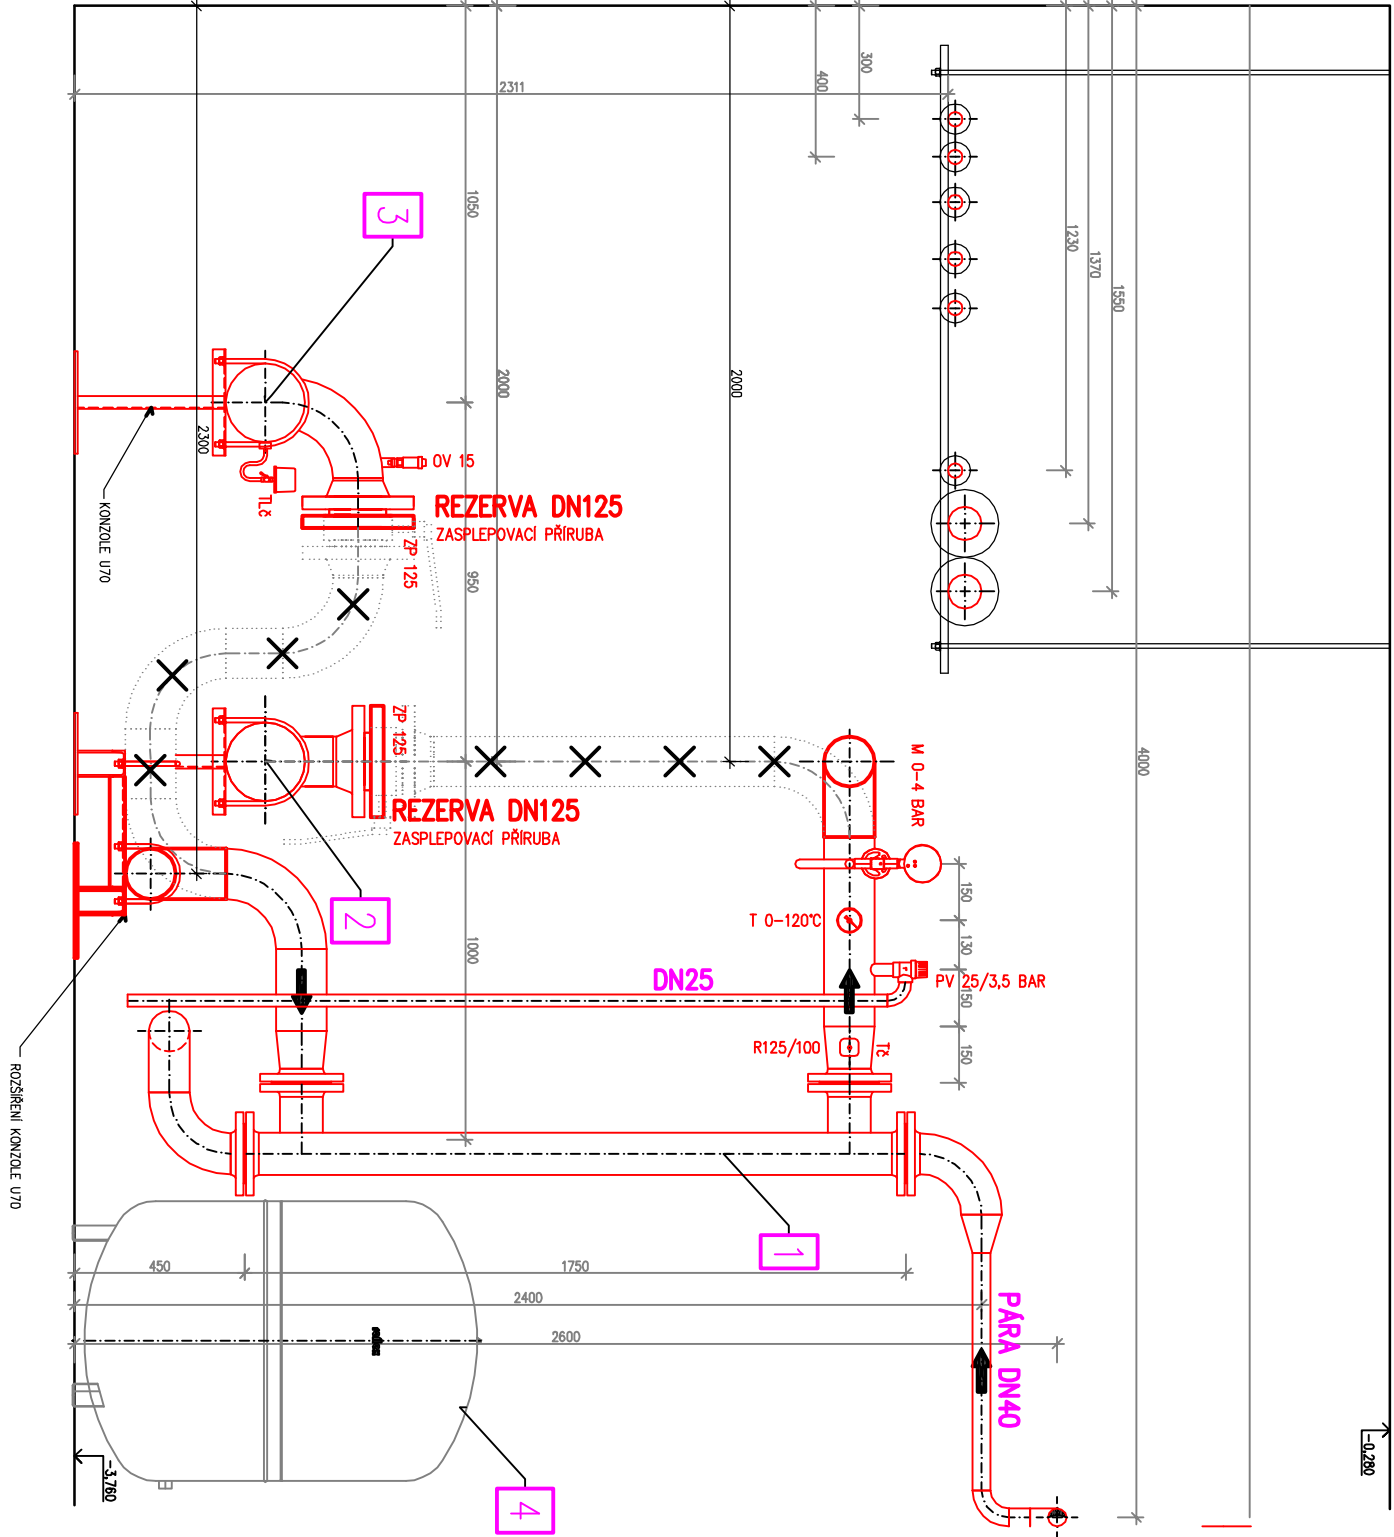 300
400
2311
1050
3
1230
1370
1550
2000
2000
2300
OV 15
TLČ
REZERVA DN125
ZASPLEPOVACÍ PŘÍRUBA
KONZOLE U70
ZP 125
950
ZP 125
M 0-4 BAR
4000
REZERVA DN125
ZASPLEPOVACÍ PŘÍRUBA
2
150
T 0-120°C
1000
130
DN25
PV 25/3,5 BAR
150
R125/100
TČ
150
ROZŠÍŘENÍ KONZOLE U70
1
450
1750
2400
2600
PÁRA DN40
4
-3,760
-0,280